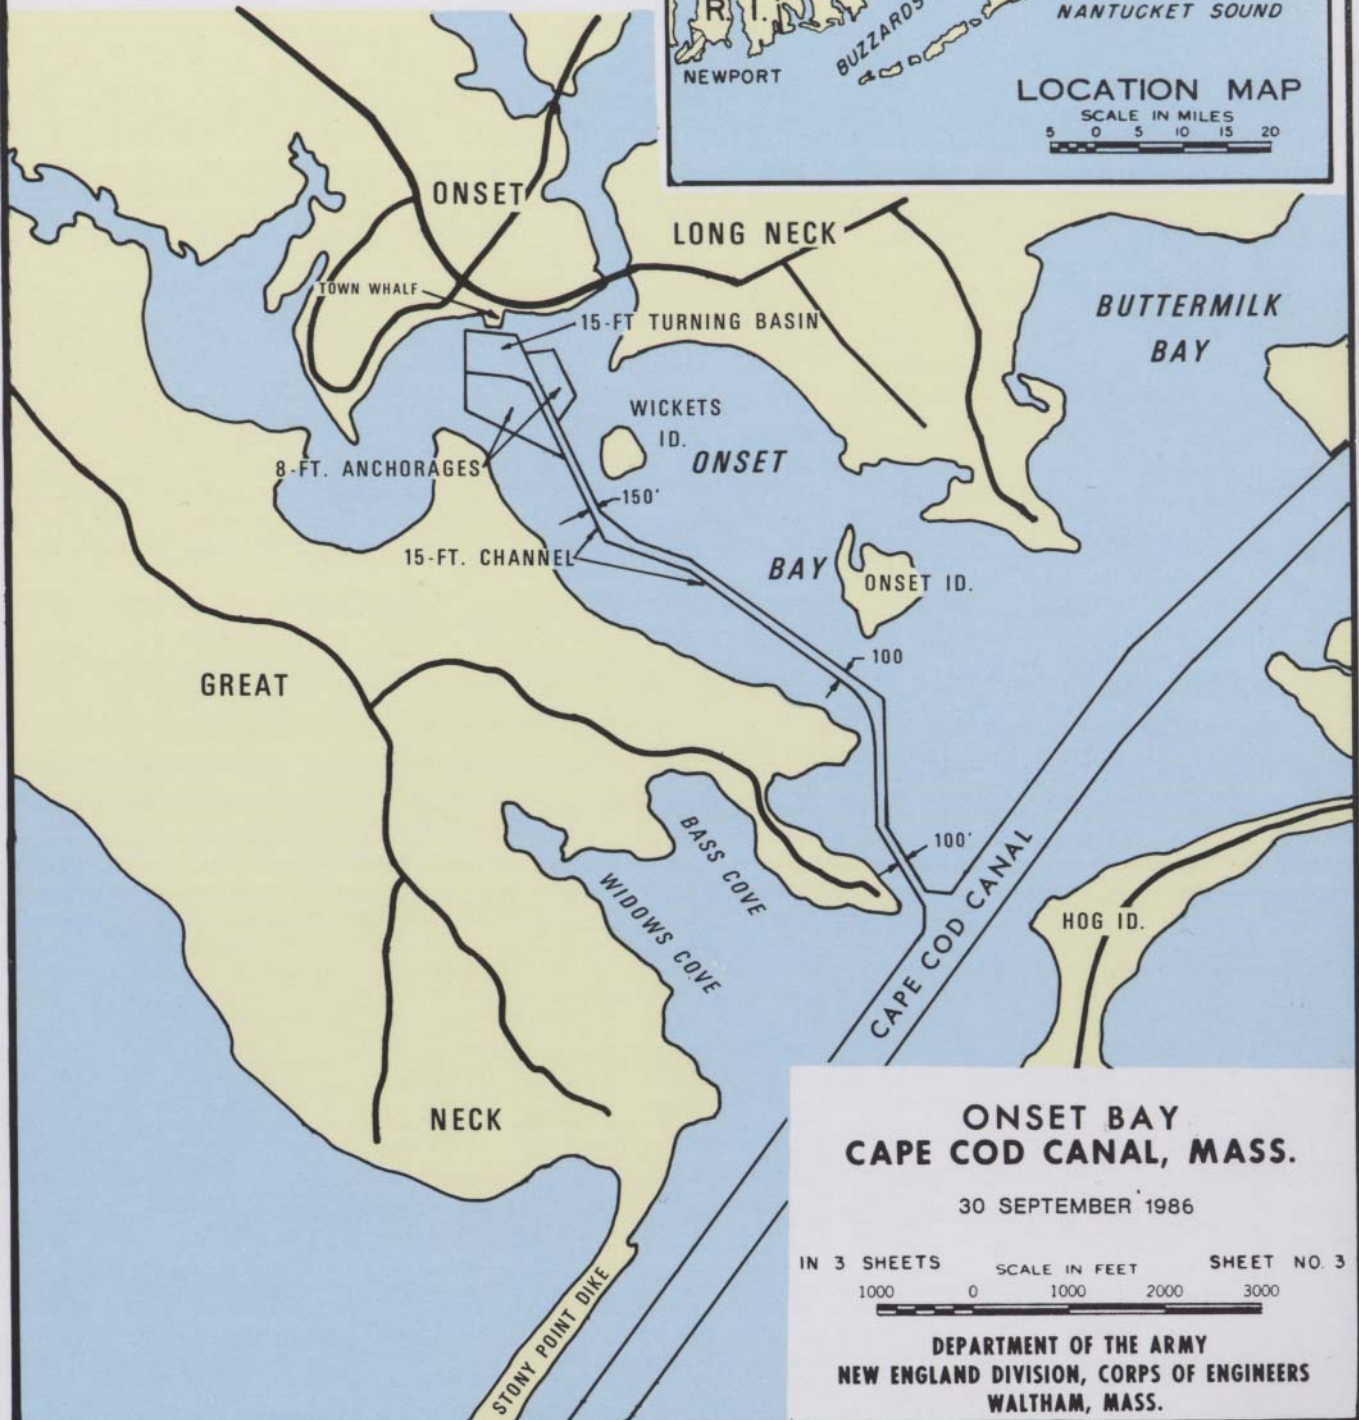 R. I.
BUZZARDS
NANTUCKET SOUND
NEWPORT
LOCATION MAP
SCALE IN MILES
5 0 5 10 15 20
ONSET
LONG NECK
TOWN WHALF
15-FT TURNING BASIN
BUTTERMILK
BAY
WICKETS
ID.
ONSET
8-FT. ANCHORAGES
150'
15-FT. CHANNEL
BAY
ONSET ID.
100
GREAT
100'
BASS COVE
WIDOWS COVE
CAPE COD CANAL
HOG ID.
NECK
STONY POINT DIKE
ONSET BAY
CAPE COD CANAL, MASS.
30 SEPTEMBER 1986
IN 3 SHEETS SCALE IN FEET SHEET NO. 3
1000 0 1000 2000 3000
DEPARTMENT OF THE ARMY
NEW ENGLAND DIVISION, CORPS OF ENGINEERS
WALTHAM, MASS.